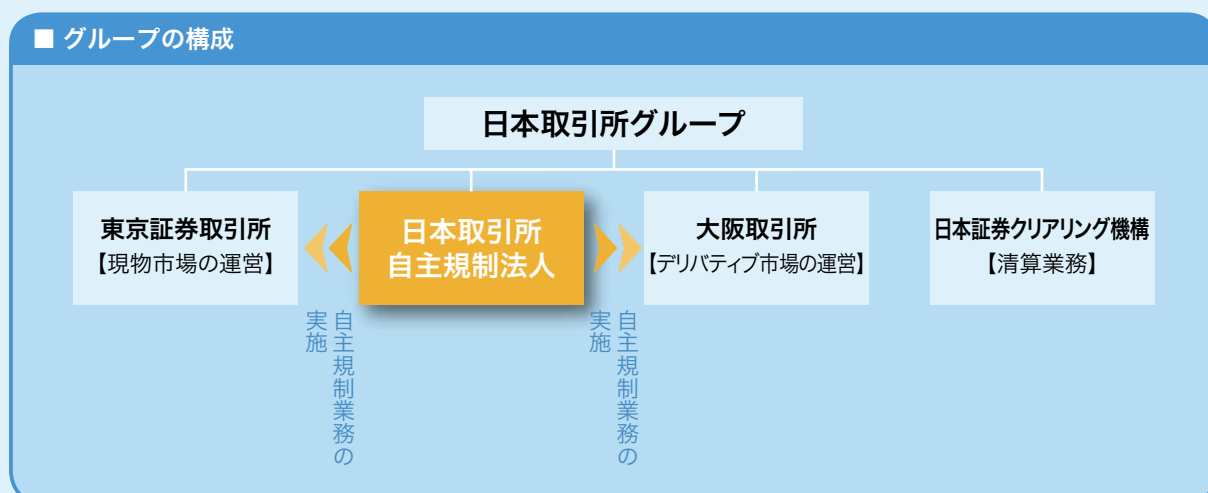 ■ グループの構成
日本取引所グループ
東京証券取引所
【現物市場の運営】
日本取引所
自主規制法人
大阪取引所
【デリバティブ市場の運営】
日本証券クリアリング機構
【清算業務】
自主規制業務の
実施
自主規制業務の
実施